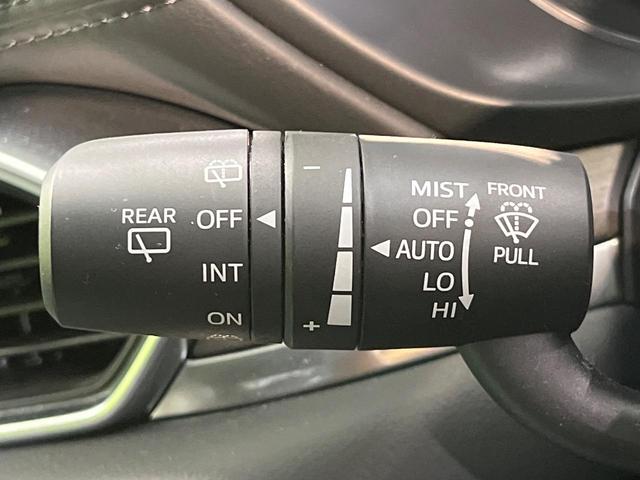 REAR
OFF
INT
ON
−
+
MIST
OFF
AUTO
LO
HI
FRONT
PULL